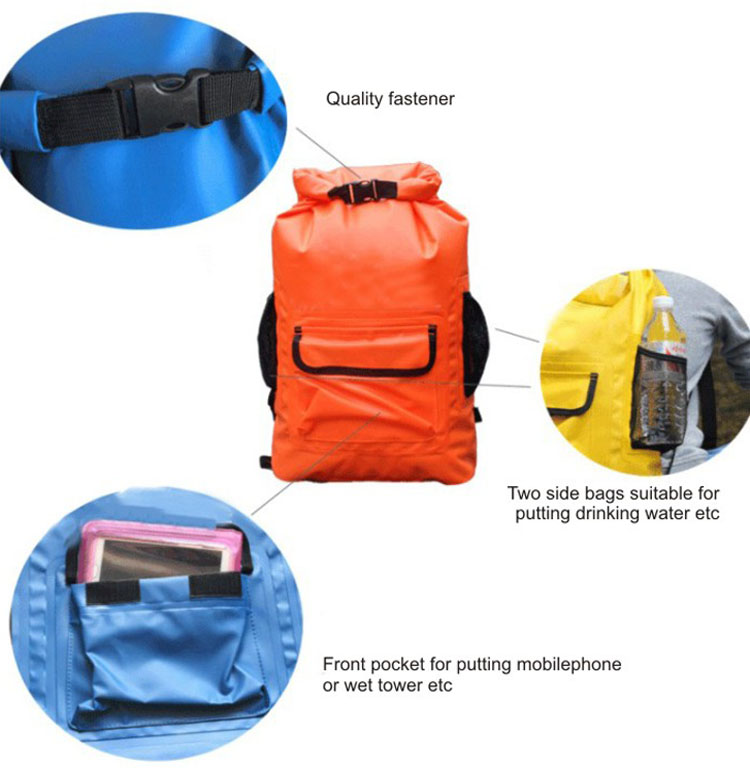 Quality fastener
Two side bags suitable for
putting drinking water etc
Front pocket for putting mobilephone
or wet tower etc